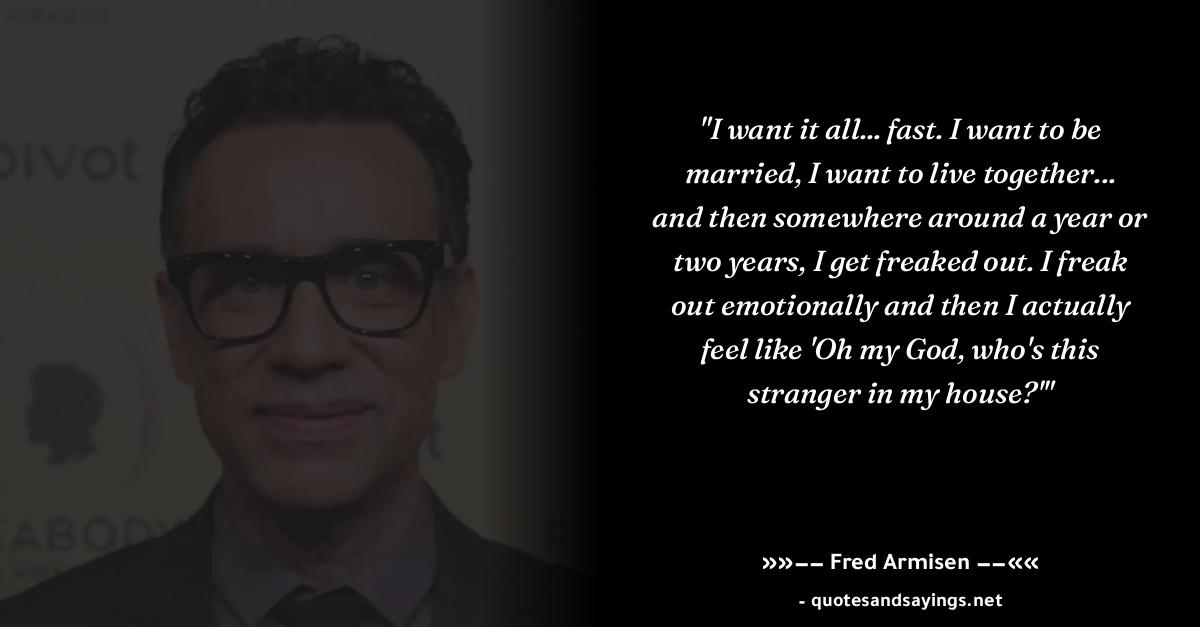 AWARDS
pivot
"I want it all... fast. I want to be
married, I want to live together...
and then somewhere around a year or
two years, I get freaked out. I freak
out emotionally and then I actually
feel like 'Oh my God, who's this
stranger in my house?'"
EABODY
»»−− Fred Armisen −−««
- quotesandsayings.net